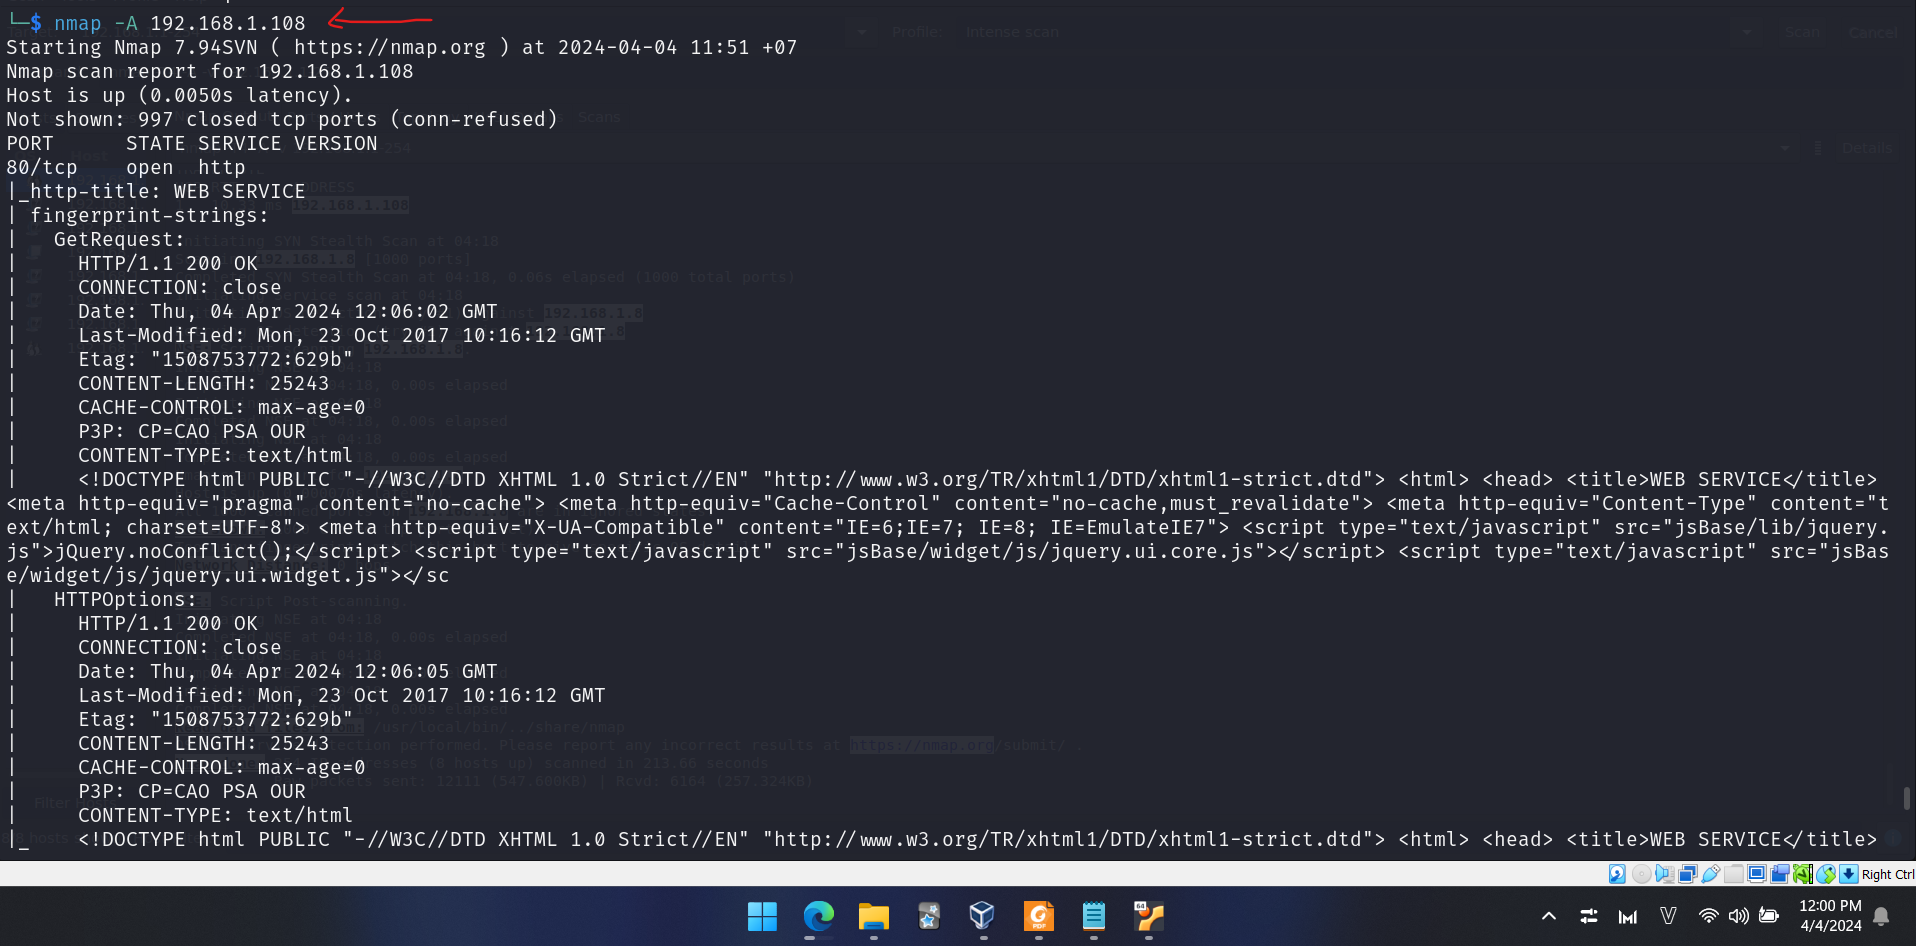 └─$ nmap -A 192.168.1.108
Starting Nmap 7.94SVN ( https://nmap.org ) at 2024-04-04 11:51 +07
Nmap scan report for 192.168.1.108
Host is up (0.0050s latency).
Not shown: 997 closed tcp ports (conn-refused)
PORT      STATE SERVICE VERSION
80/tcp    open  http
|_http-title: WEB SERVICE
| fingerprint-strings:
|   GetRequest:
|     HTTP/1.1 200 OK
|     CONNECTION: close
|     Date: Thu, 04 Apr 2024 12:06:02 GMT
|     Last-Modified: Mon, 23 Oct 2017 10:16:12 GMT
|     Etag: "1508753772:629b"
|     CONTENT-LENGTH: 25243
|     CACHE-CONTROL: max-age=0
|     P3P: CP=CAO PSA OUR
|     CONTENT-TYPE: text/html
|     <!DOCTYPE html PUBLIC "-//W3C//DTD XHTML 1.0 Strict//EN" "http://www.w3.org/TR/xhtml1/DTD/xhtml1-strict.dtd"> <html> <head> <title>WEB SERVICE</title>
<meta http-equiv="pragma" content="no-cache"> <meta http-equiv="Cache-Control" content="no-cache,must_revalidate"> <meta http-equiv="Content-Type" content="t
ext/html; charset=UTF-8"> <meta http-equiv="X-UA-Compatible" content="IE=6;IE=7; IE=8; IE=EmulateIE7"> <script type="text/javascript" src="jsBase/lib/jquery.
js">jQuery.noConflict();</script> <script type="text/javascript" src="jsBase/widget/js/jquery.ui.core.js"></script> <script type="text/javascript" src="jsBas
e/widget/js/jquery.ui.widget.js"></sc
|   HTTPOptions:
|     HTTP/1.1 200 OK
|     CONNECTION: close
|     Date: Thu, 04 Apr 2024 12:06:05 GMT
|     Last-Modified: Mon, 23 Oct 2017 10:16:12 GMT
|     Etag: "1508753772:629b"
|     CONTENT-LENGTH: 25243
|     CACHE-CONTROL: max-age=0
|     P3P: CP=CAO PSA OUR
|     CONTENT-TYPE: text/html
|_    <!DOCTYPE html PUBLIC "-//W3C//DTD XHTML 1.0 Strict//EN" "http://www.w3.org/TR/xhtml1/DTD/xhtml1-strict.dtd"> <html> <head> <title>WEB SERVICE</title>
Profile: Intense scan
Scan
Cancel
Scans
Details
Right Ctrl
64
PDF
12:00 PM
4/4/2024